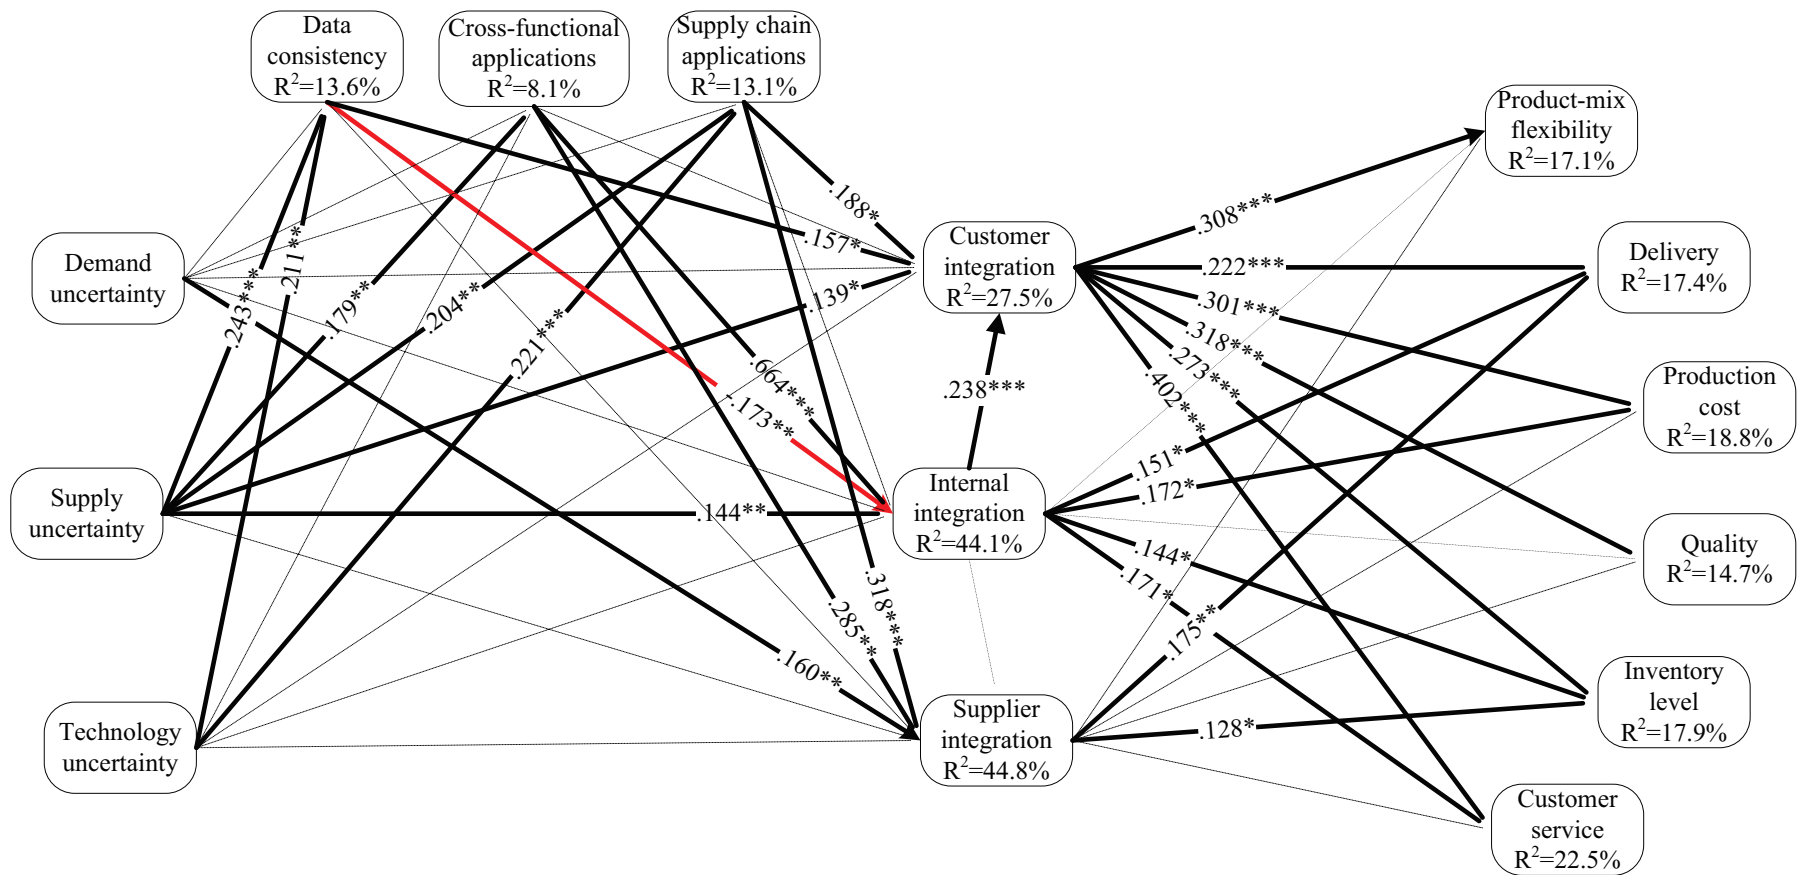 Data
consistency
R²=13.6%
Cross-functional
applications
R²=8.1%
Supply chain
applications
R²=13.1%
Product-mix
flexibility
R²=17.1%
Demand
uncertainty
.243***
.211**
.179**
.204**
.221***
.188*
.157*
.139*
Customer
integration
R²=27.5%
.308***
.222***
.301***
.318***
.273***
.402***
Delivery
R²=17.4%
.238***
.664***
-.173**
Production
cost
R²=18.8%
Supply
uncertainty
.144**
Internal
integration
R²=44.1%
.151*
.172*
.144*
.171*
Quality
R²=14.7%
.318***
.285**
.160**
.175**
Technology
uncertainty
Supplier
integration
R²=44.8%
.128*
Inventory
level
R²=17.9%
Customer
service
R²=22.5%